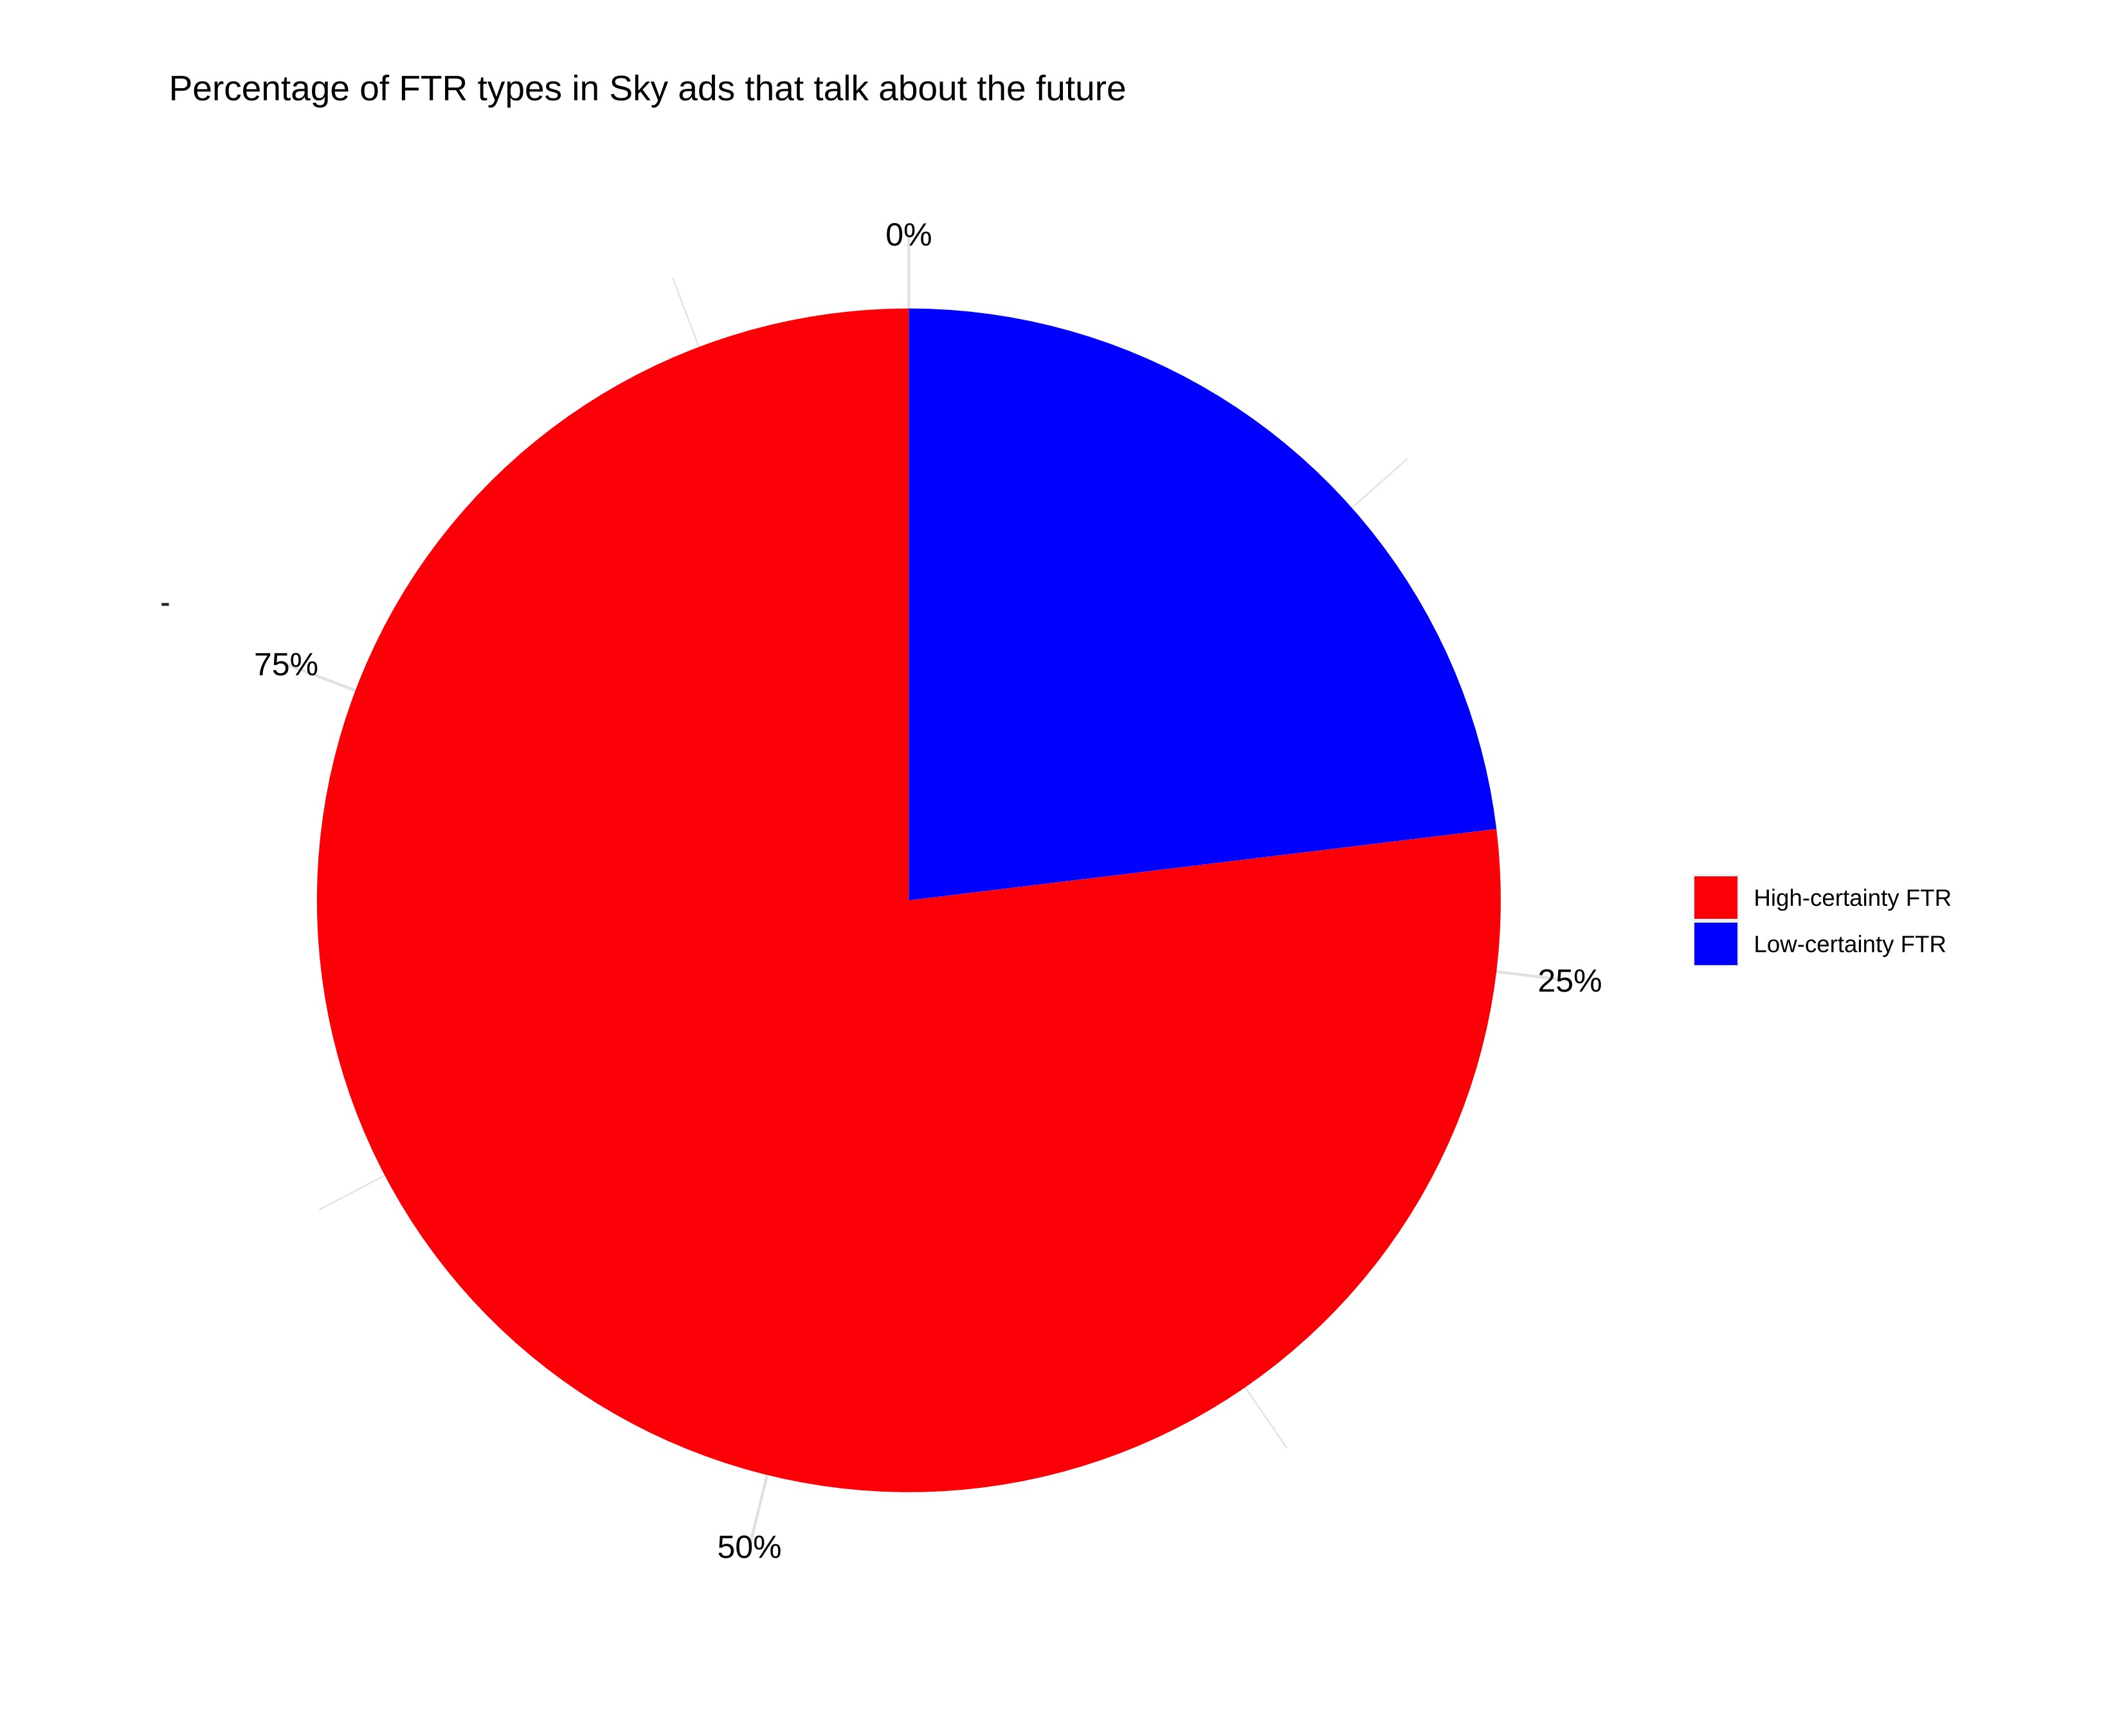 Percentage of FTR types in Sky ads that talk about the future
0%
-
75%
High-certainty FTR
Low-certainty FTR
25%
50%